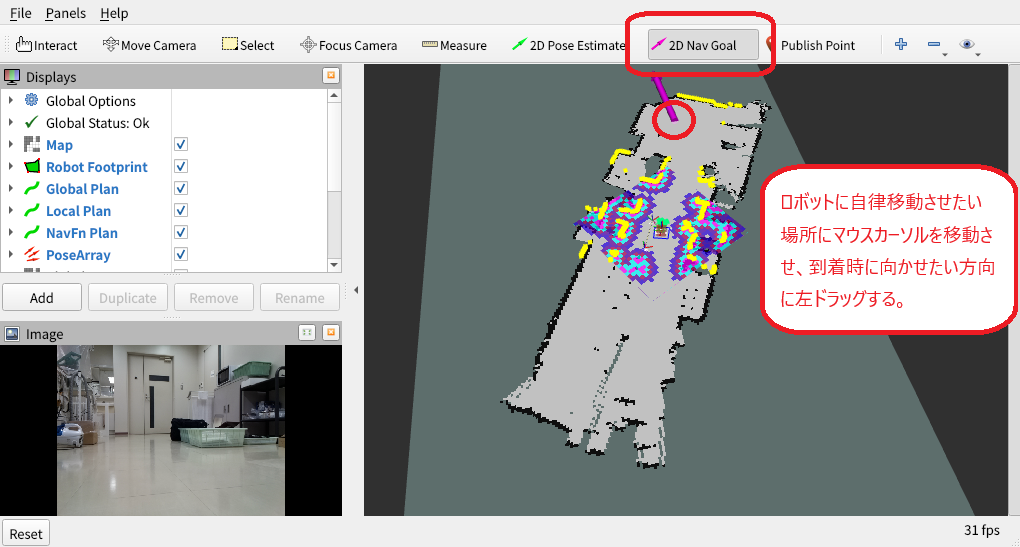 File Panels Help
Interact Move Camera Select Focus Camera Measure 2D Pose Estimate 2D Nav Goal Publish Point
Displays
Global Options
Global Status: Ok
Map
Robot Footprint
Global Plan
Local Plan
NavFn Plan
PoseArray
Add Duplicate Remove Rename
Image
ロボットに自律移動させたい
場所にマウスカーソルを移動さ
せ、到着時に向かせたい方向
に左ドラッグする。
Reset
31 fps